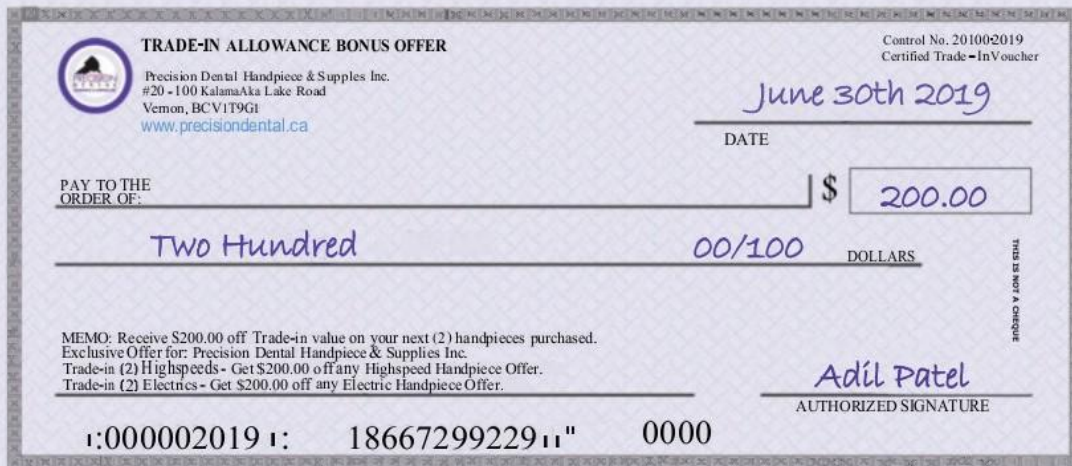 TRADE-IN ALLOWANCE BONUS OFFER
Precision Dental Handpiece & Supplies Inc.
#20 - 100 KalamaAka Lake Road
Vernon, BCV1T9G1
www.precisiondental.ca
Control No. 201002019
Certified Trade-InVoucher
June 30th 2019
DATE
PAY TO THE
ORDER OF:
$ 200.00
Two Hundred 00/100 DOLLARS
THIS IS NOT A CHEQUE
MEMO: Receive $200.00 off Trade-in value on your next (2) handpieces purchased.
Exclusive Offer for: Precision Dental Handpiece & Supplies Inc.
Trade-in (2) Highspeeds - Get $200.00 off any Highspeed Handpiece Offer.
Trade-in (2) Electrics - Get $200.00 off any Electric Handpiece Offer.
Adil Patel
AUTHORIZED SIGNATURE
ı:000002019 ı: 18667299229ıı" 0000